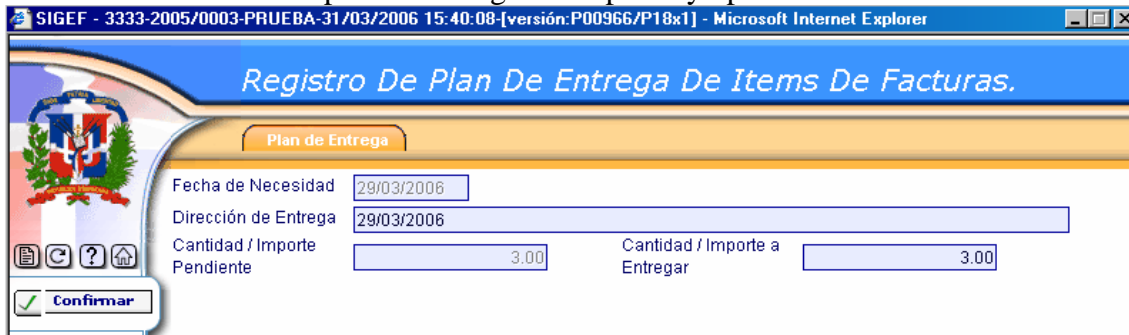 SIGEF - 3333-2005/0003-PRUEBA-31/03/2006 15:40:08-[versión:P00966/P18x1] - Microsoft Internet Explorer
Registro De Plan De Entrega De Items De Facturas.
Plan de Entrega
Fecha de Necesidad 29/03/2006
Dirección de Entrega 29/03/2006
Cantidad / Importe Pendiente 3.00
Cantidad / Importe a Entregar 3.00
Confirmar